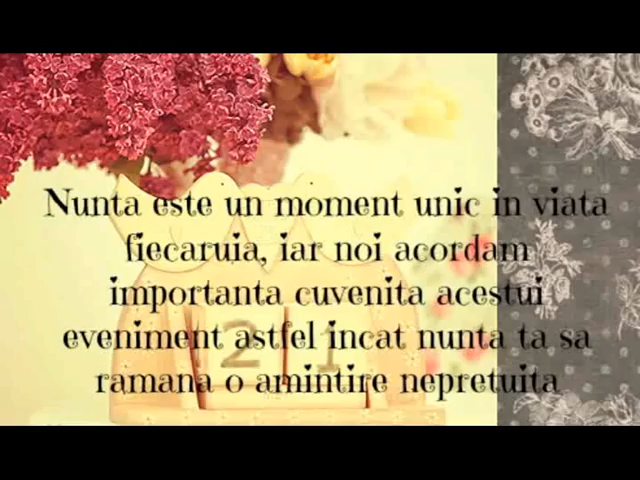 Nunta este un moment unic in viata
fiecaruia, iar noi acordam
importanta cuvenita acestui
eveniment astfel incat nunta ta sa
ramana o amintire nepretuita
21